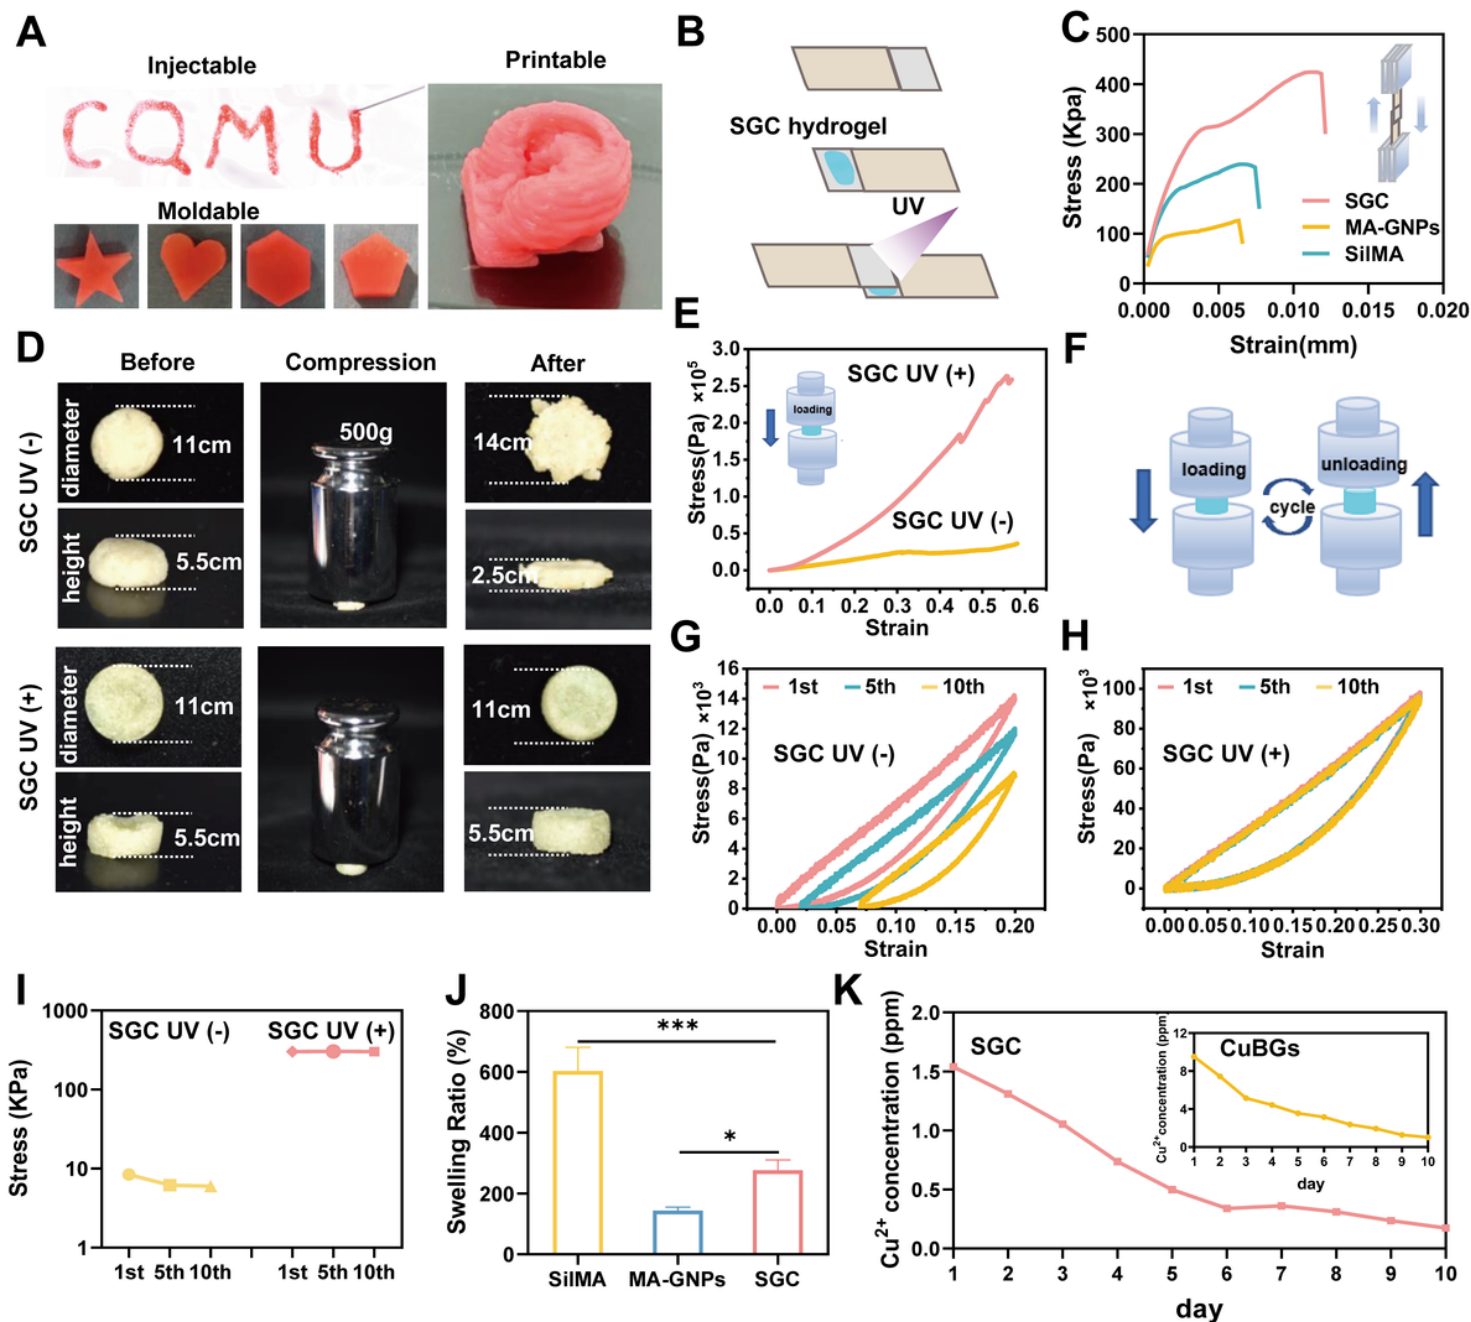 A
Injectable
Printable
C Q M U
Moldable
B
SGC hydrogel
UV
C
500
400
300
200
100
0
Stress (Kpa)
SGC
MA-GNPs
SilMA
0.000 0.005 0.010 0.015 0.020
Strain(mm)
D
Before
Compression
After
SGC UV (-)
diameter
11cm
500g
14cm
height
5.5cm
2.5cm
SGC UV (+)
diameter
11cm
11cm
height
5.5cm
5.5cm
E
Stress(Pa) ×10⁵
3.0
2.5
2.0
1.5
1.0
0.5
0.0
SGC UV (+)
loading
SGC UV (-)
0.0 0.1 0.2 0.3 0.4 0.5 0.6
Strain
F
loading
unloading
cycle
G
Stress(Pa) ×10³
16
14
12
10
8
6
4
2
0
1st 5th 10th
SGC UV (-)
0.00 0.05 0.10 0.15 0.20
Strain
H
Stress(Pa) ×10³
100
80
60
40
20
0
1st 5th 10th
SGC UV (+)
0.00 0.05 0.10 0.15 0.20 0.25 0.30
Strain
I
Stress (KPa)
1000
100
10
1
SGC UV (-)
SGC UV (+)
1st 5th 10th 1st 5th 10th
J
Swelling Ratio (%)
800
600
400
200
0
***
*
SilMA MA-GNPs SGC
K
Cu²⁺ concentration (ppm)
2.0
1.5
1.0
0.5
0.0
SGC
Cu²⁺concentration (ppm)
12
8
4
0
CuBGs
1 2 3 4 5 6 7 8 9 10
day
1 2 3 4 5 6 7 8 9 10
day